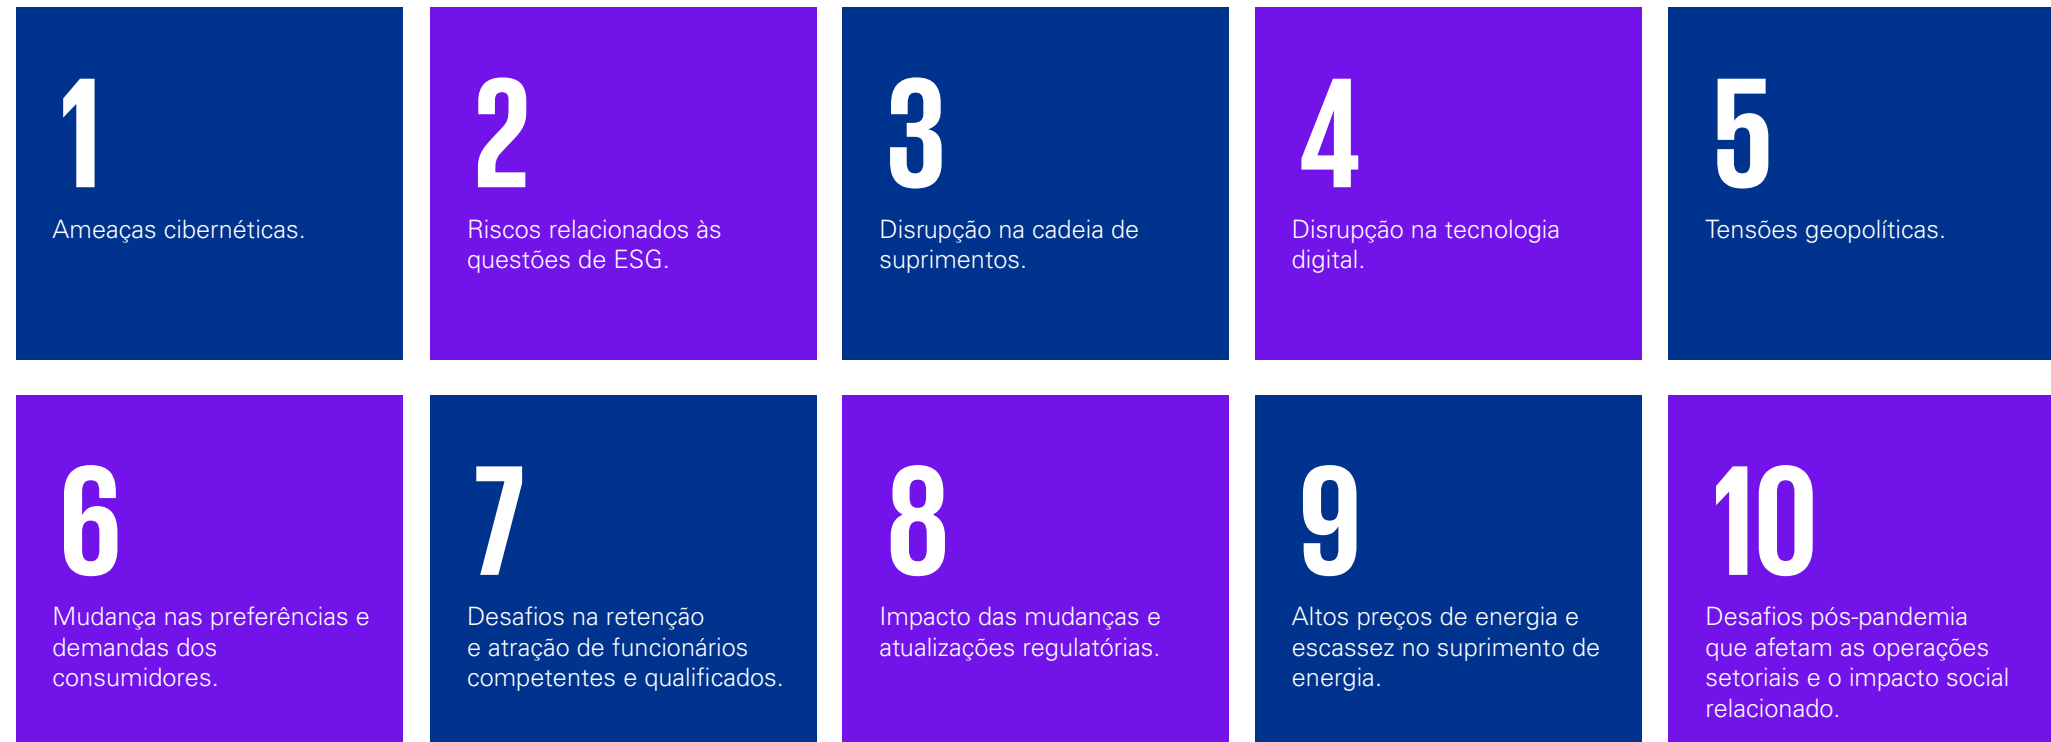 1
Ameaças cibernéticas.
2
Riscos relacionados às
questões de ESG.
3
Disrupção na cadeia de
suprimentos.
4
Disrupção na tecnologia
digital.
5
Tensões geopolíticas.
6
Mudança nas preferências e
demandas dos
consumidores.
7
Desafios na retenção
e atração de funcionários
competentes e qualificados.
8
Impacto das mudanças e
atualizações regulatórias.
9
Altos preços de energia e
escassez no suprimento de
energia.
10
Desafios pós-pandemia
que afetam as operações
setoriais e o impacto social
relacionado.